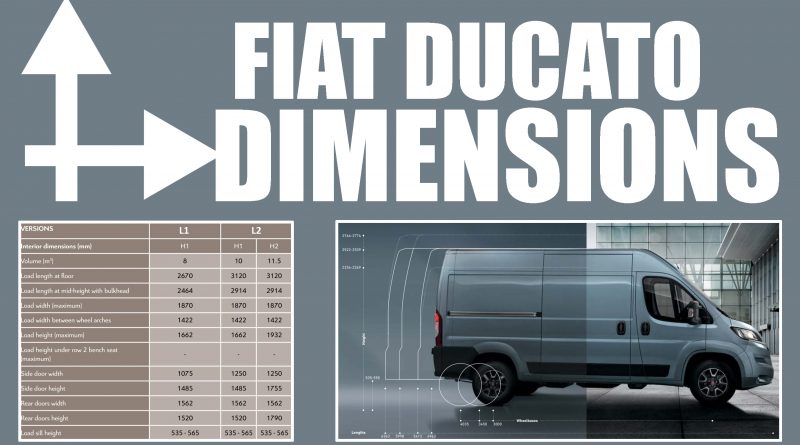 FIAT DUCATO
DIMENSIONS
VERSIONS L1 L2
Interior dimensions (mm) H1 H1 H2
Volume (m³) 8 10 11.5
Load length at floor 2670 3120 3120
Load length at mid-height with bulkhead 2464 2914 2914
Load width (maximum) 1870 1870 1870
Load width between wheel arches 1422 1422 1422
Load height (maximum) 1662 1662 1932
Load height under row 2 bench seat
(maximum) - - -
Side door width 1075 1250 1250
Side door height 1485 1485 1755
Rear doors width 1562 1562 1562
Rear doors height 1520 1520 1790
Load sill height 535 - 565 535 - 565 535 - 565
Height
535-565
Lengths
Wheelbases